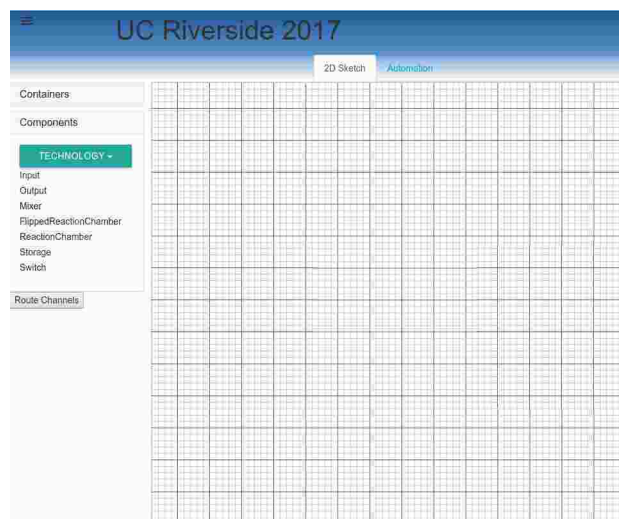 UC Riverside 2017
2D Sketch Automation
Containers
Components
TECHNOLOGY
Input
Output
Mixer
FlippedReactionChamber
ReactionChamber
Storage
Switch
Route Channels